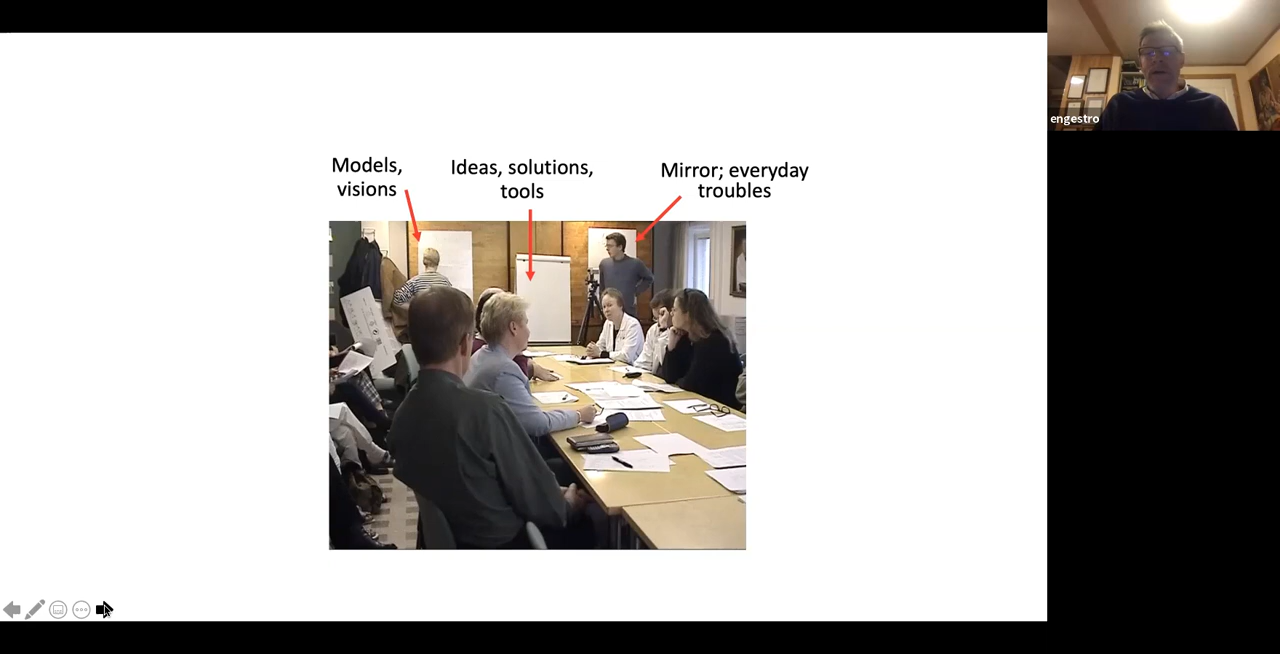 Models,
visions
Ideas, solutions,
tools
Mirror; everyday
troubles
engestro